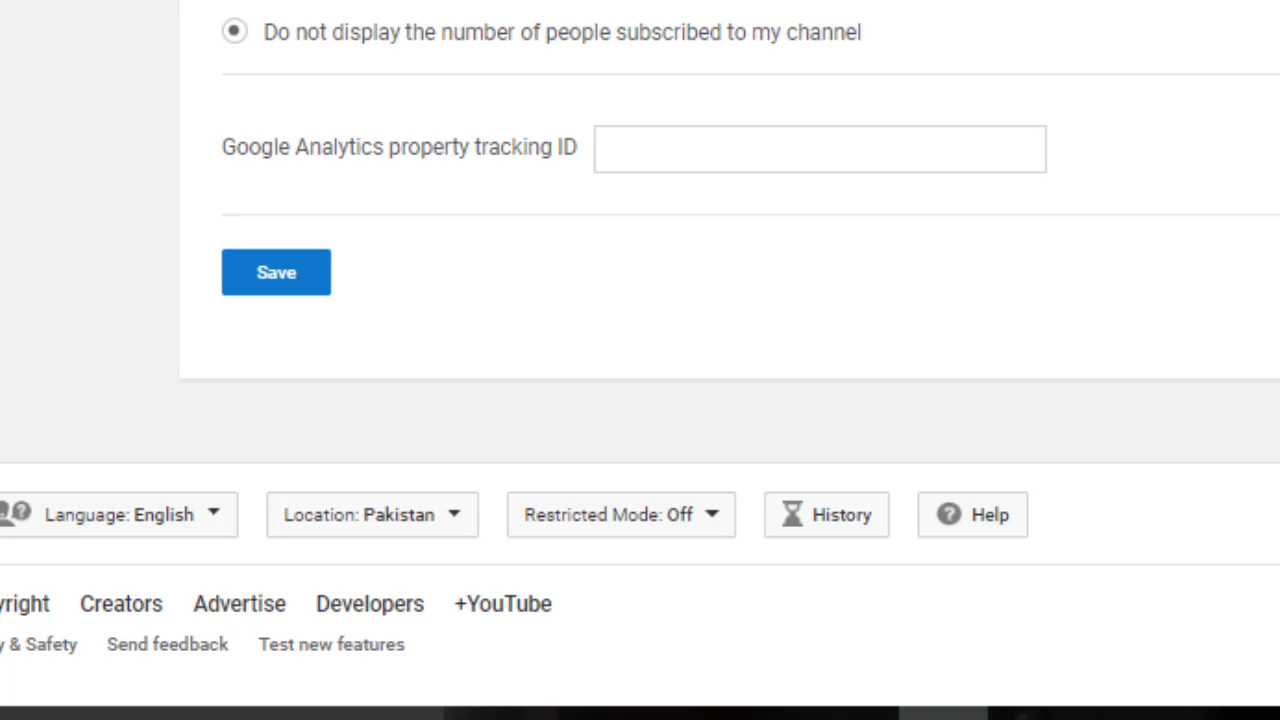 Do not display the number of people subscribed to my channel
Google Analytics property tracking ID
Save
Language: English Location: Pakistan Restricted Mode: Off History Help
yright Creators Advertise Developers +YouTube
y & Safety Send feedback Test new features